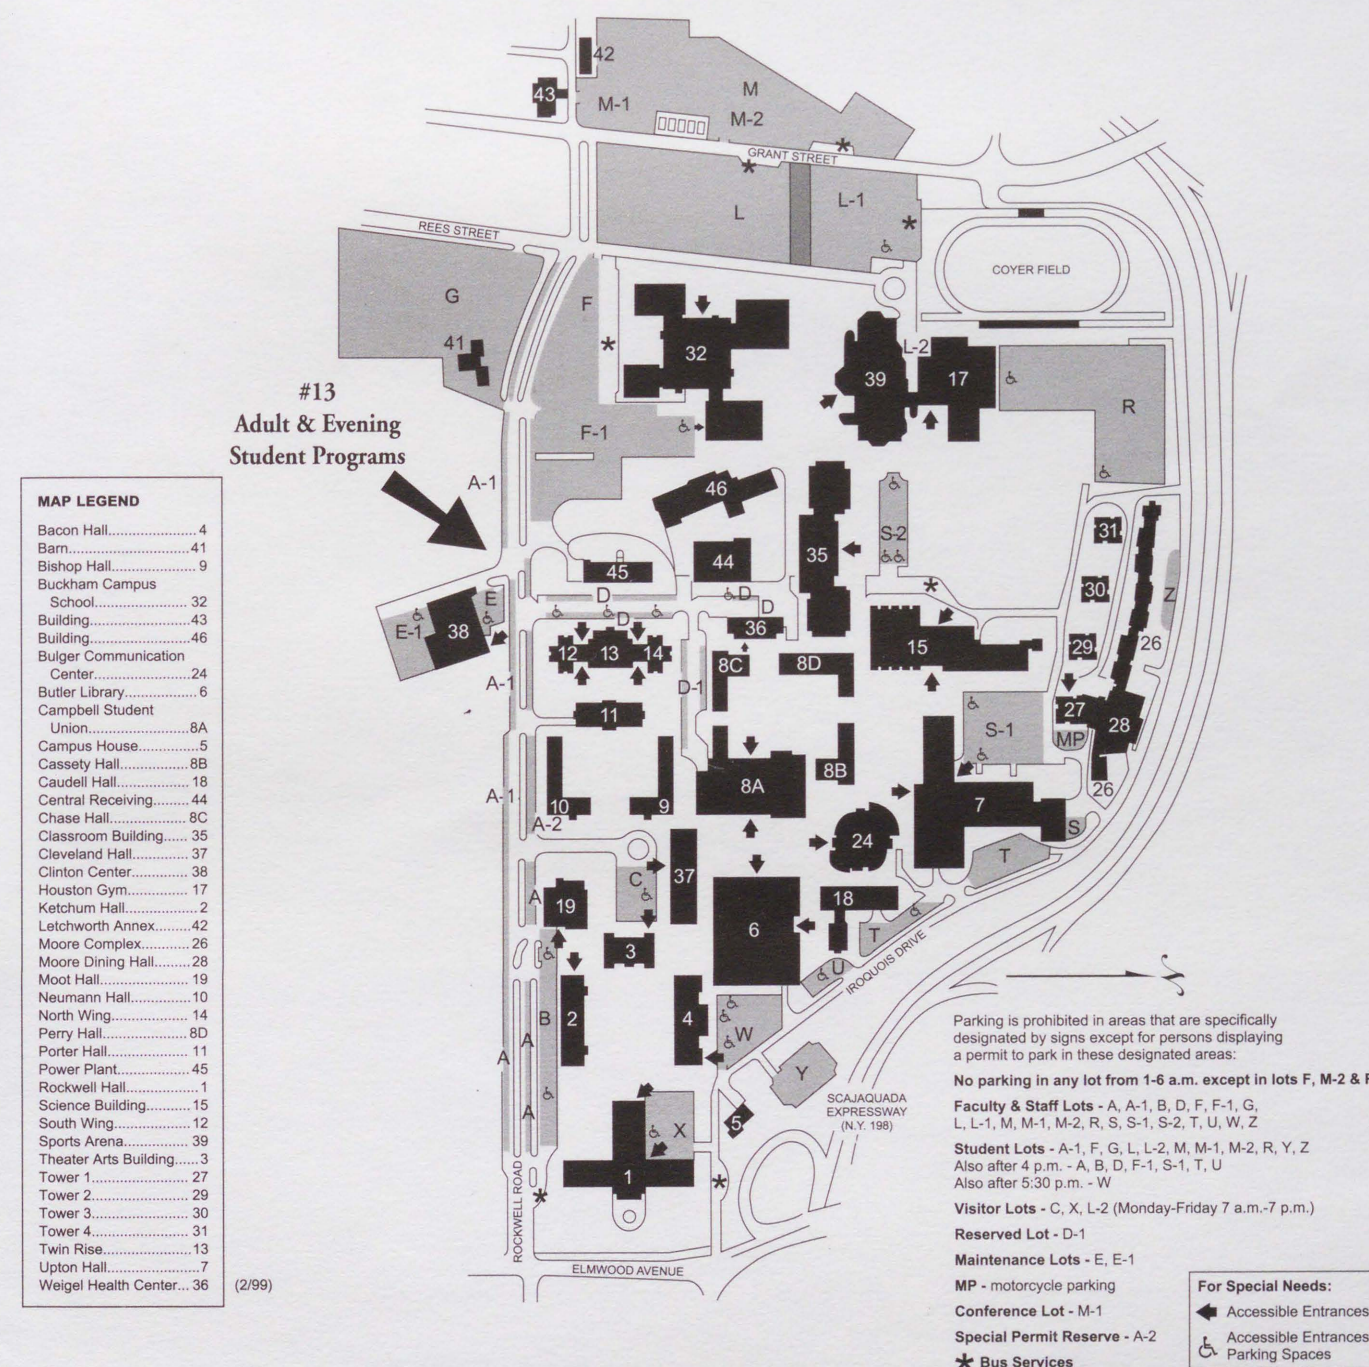 42
43
M-1
M
M-2
GRANT STREET
L
L-1
REES STREET
COYER FIELD
G
F
41
32
39
L-2
17
R
#13
Adult & Evening
Student Programs
F-1
A-1
46
S-2
31
35
44
45
30
Z
E
E-1
38
D
D
D
D
36
15
29
26
12
13
14
8C
8D
A-1
D-1
11
27
28
S-1
MP
8A
8B
10
9
7
26
A-1
A-2
24
S
T
37
C
A
19
18
3
6
T
U
IROQUOIS DRIVE
B
2
4
W
A
A
A
Y
SCAJAQUADA
EXPRESSWAY
(N.Y. 198)
5
X
1
ROCKWELL ROAD
ELMWOOD AVENUE
MAP LEGEND
Bacon Hall......................4
Barn..............................41
Bishop Hall.....................9
Buckham Campus
School........................32
Building.........................43
Building.........................46
Bulger Communication
Center........................24
Butler Library..................6
Campbell Student
Union.........................8A
Campus House...............5
Cassety Hall..................8B
Caudell Hall...................18
Central Receiving.........44
Chase Hall....................8C
Classroom Building......35
Cleveland Hall..............37
Clinton Center..............38
Houston Gym...............17
Ketchum Hall..................2
Letchworth Annex.........42
Moore Complex............26
Moore Dining Hall.........28
Moot Hall......................19
Neumann Hall..............10
North Wing...................14
Perry Hall.....................8D
Porter Hall....................11
Power Plant..................45
Rockwell Hall..................1
Science Building...........15
South Wing..................12
Sports Arena................39
Theater Arts Building......3
Tower 1........................27
Tower 2........................29
Tower 3........................30
Tower 4........................31
Twin Rise.....................13
Upton Hall......................7
Weigel Health Center... 36
(2/99)
Parking is prohibited in areas that are specifically
designated by signs except for persons displaying
a permit to park in these designated areas:
No parking in any lot from 1-6 a.m. except in lots F, M-2 &
Faculty & Staff Lots - A, A-1, B, D, F, F-1, G,
L, L-1, M, M-1, M-2, R, S, S-1, S-2, T, U, W, Z
Student Lots - A-1, F, G, L, L-2, M, M-1, M-2, R, Y, Z
Also after 4 p.m. - A, B, D, F-1, S-1, T, U
Also after 5:30 p.m. - W
Visitor Lots - C, X, L-2 (Monday-Friday 7 a.m.-7 p.m.)
Reserved Lot - D-1
Maintenance Lots - E, E-1
MP - motorcycle parking
Conference Lot - M-1
Special Permit Reserve - A-2
* Bus Services
For Special Needs:
Accessible Entrances
Accessible Entrances
Parking Spaces